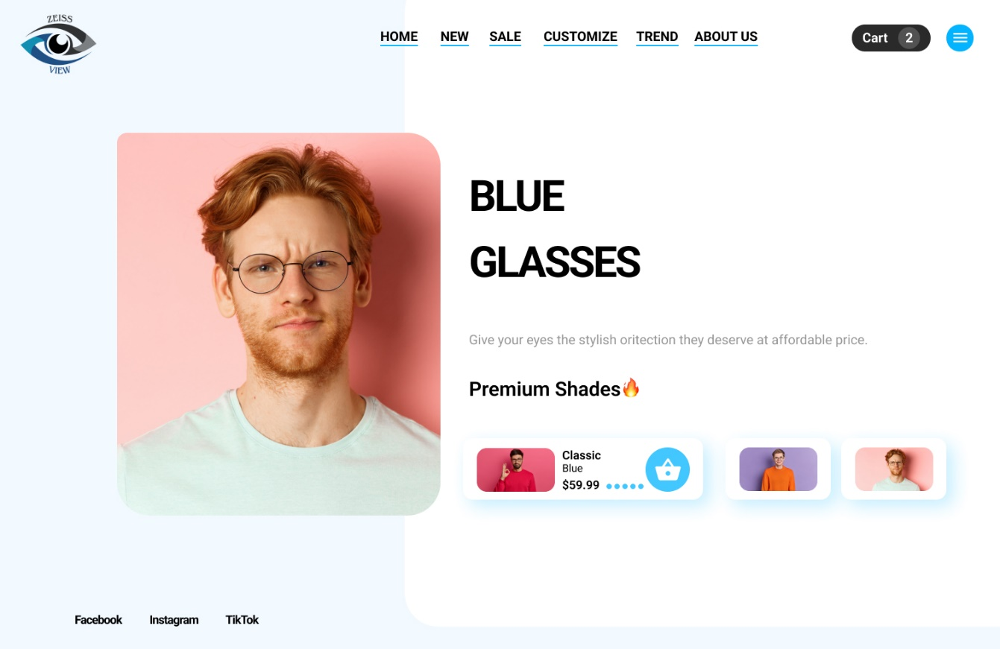 ZEISS
VIEW
HOME NEW SALE CUSTOMIZE TREND ABOUT US
Cart 2
BLUE
GLASSES
Give your eyes the stylish oritection they deserve at affordable price.
Premium Shades🔥
Classic
Blue
$59.99
Facebook Instagram TikTok